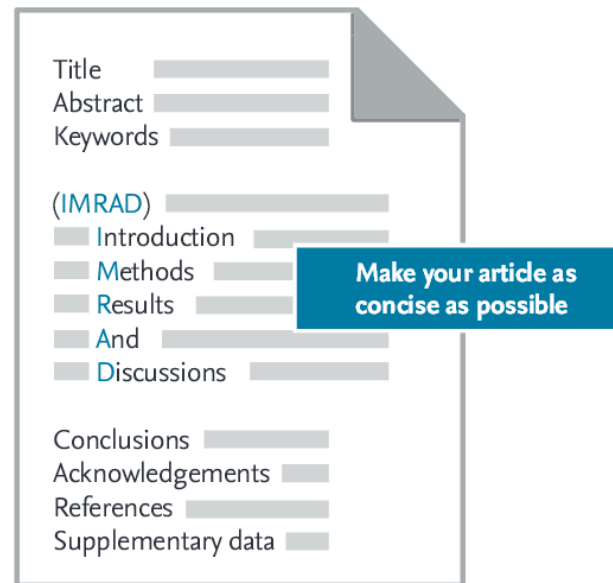 Title
Abstract
Keywords
(IMRAD)
Introduction
Methods
Results
And
Discussions
Make your article as
concise as possible
Conclusions
Acknowledgements
References
Supplementary data